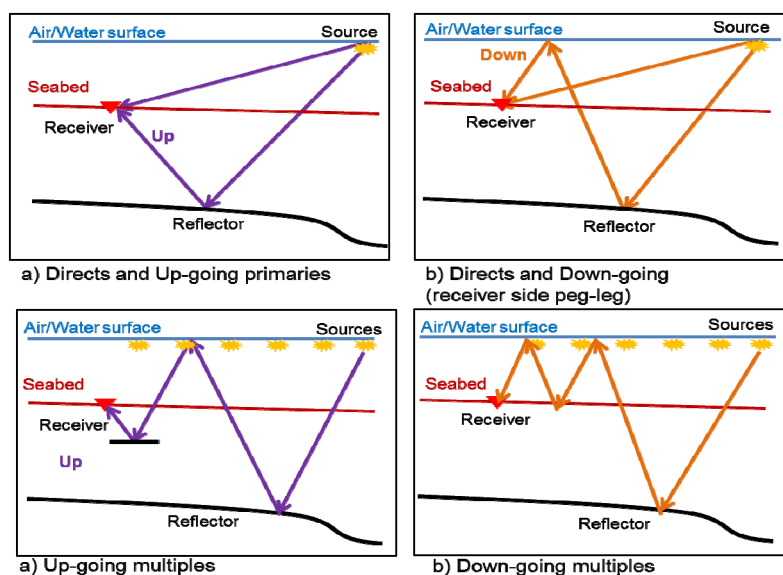 Air/Water surface Source
Seabed
Receiver
Up
Reflector
a) Directs and Up-going primaries
Air/Water surface Source
Down
Seabed
Receiver
Reflector
b) Directs and Down-going
(receiver side peg-leg)
Air/Water surface Sources
Seabed
Receiver
Up
Reflector
a) Up-going multiples
Air/Water surface Sources
Seabed
Receiver
Reflector
b) Down-going multiples